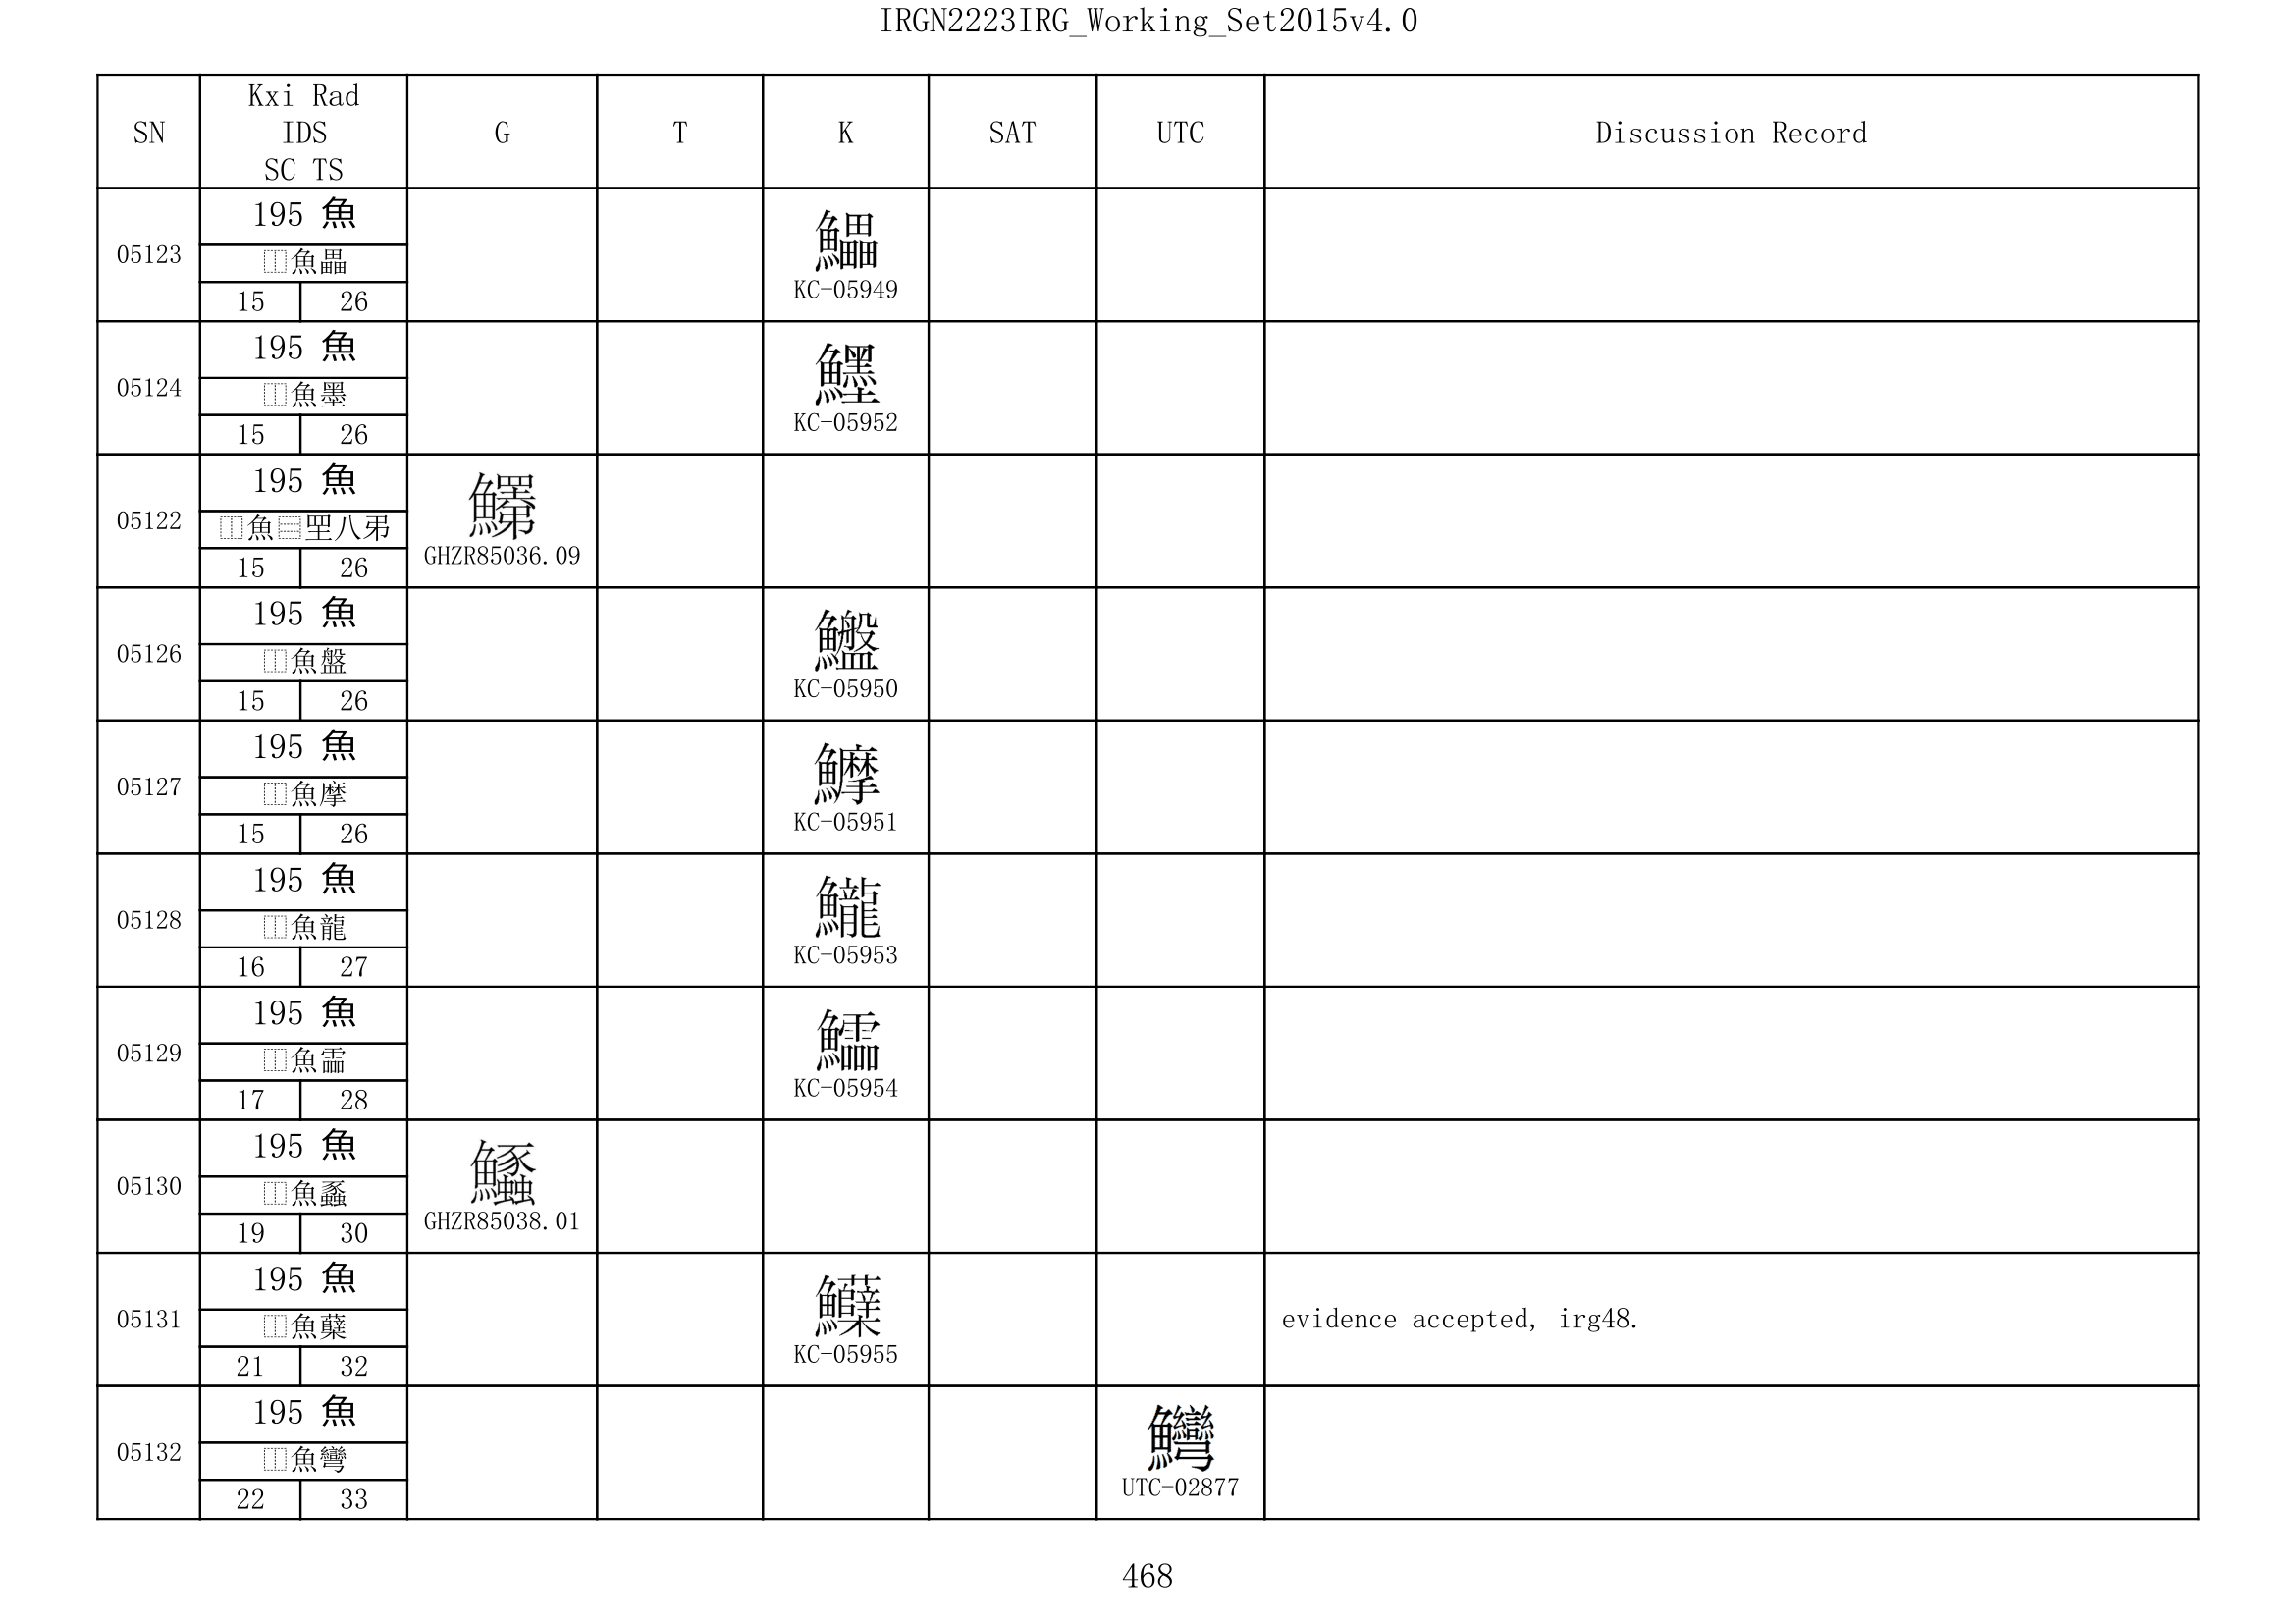 IRGN2223IRG_Working_Set2015v4.0
SN Kxi Rad IDS SC TS G T K SAT UTC Discussion Record
05123
195 魚
⿰魚畾
15 26
KC-05949
05124
195 魚
⿰魚墨
15 26
KC-05952
05122
195 魚
⿰魚⿳罜八弟
15 26
GHZR85036.09
05126
195 魚
⿰魚盤
15 26
KC-05950
05127
195 魚
⿰魚摩
15 26
KC-05951
05128
195 魚
⿰魚龍
16 27
KC-05953
05129
195 魚
⿰魚霝
17 28
KC-05954
05130
195 魚
⿰魚蠡
19 30
GHZR85038.01
05131
195 魚
⿰魚蘖
21 32
KC-05955
evidence accepted, irg48.
05132
195 魚
⿰魚彎
22 33
UTC-02877
468